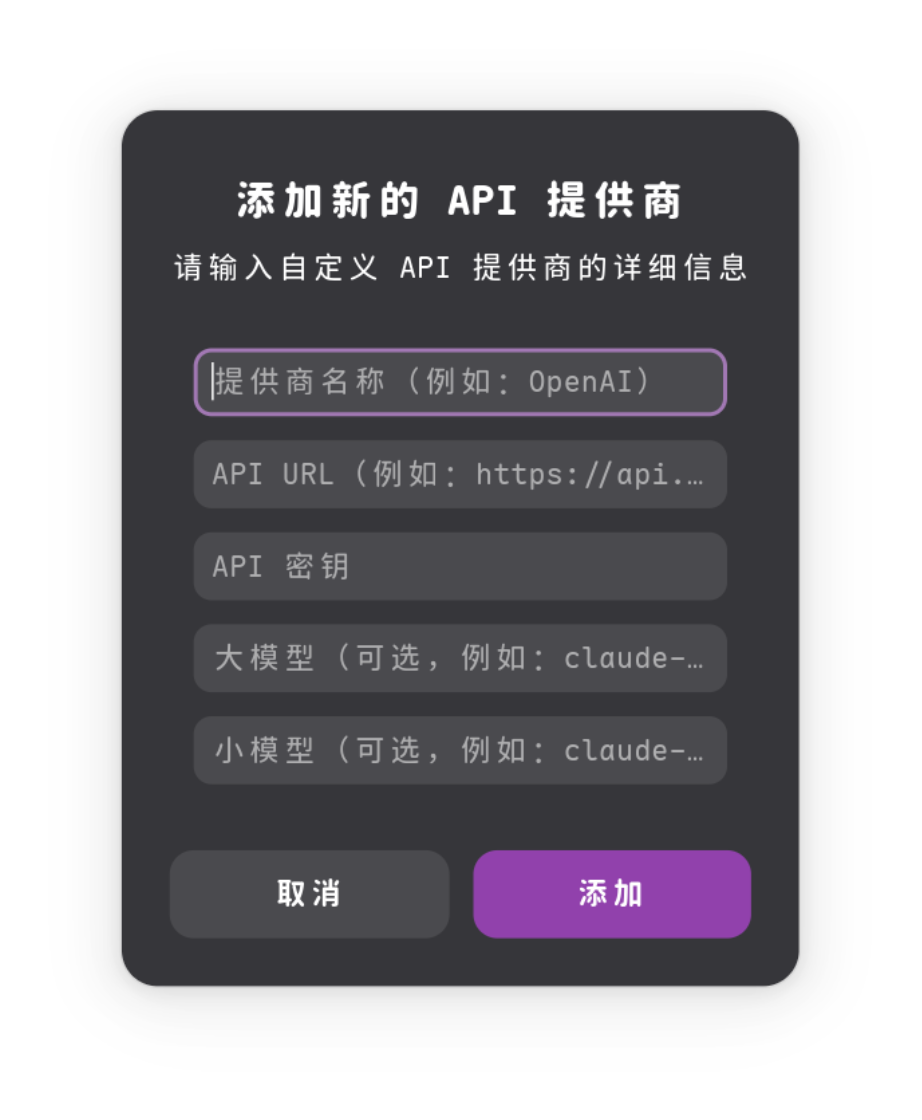 添加新的 API 提供商
请输入自定义 API 提供商的详细信息
提供商名称（例如：OpenAI）
API URL（例如：https://api.…
API 密钥
大模型（可选，例如：claude-…
小模型（可选，例如：claude-…
取消
添加